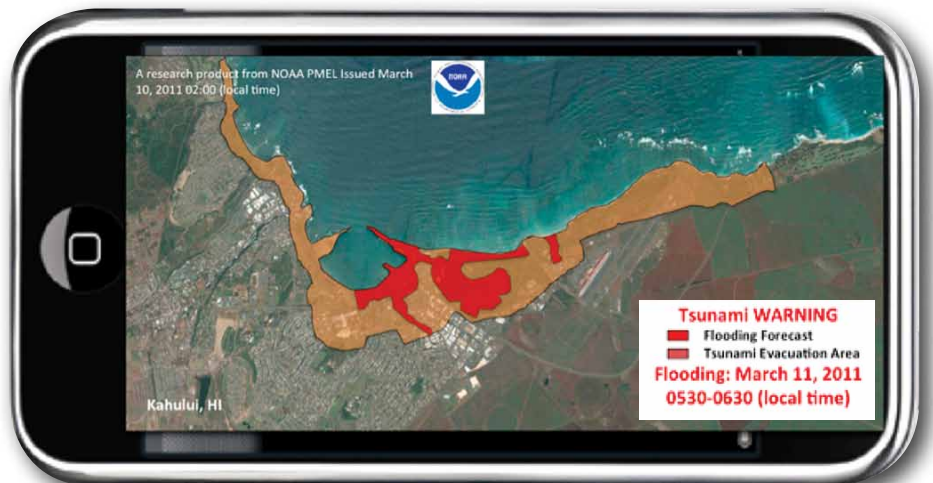 A research product from NOAA PMEL Issued March
10, 2011 02:00 (local time)
NOAA
Kahului, HI
Tsunami WARNING
Flooding Forecast
Tsunami Evacuation Area
Flooding: March 11, 2011
0530-0630 (local time)